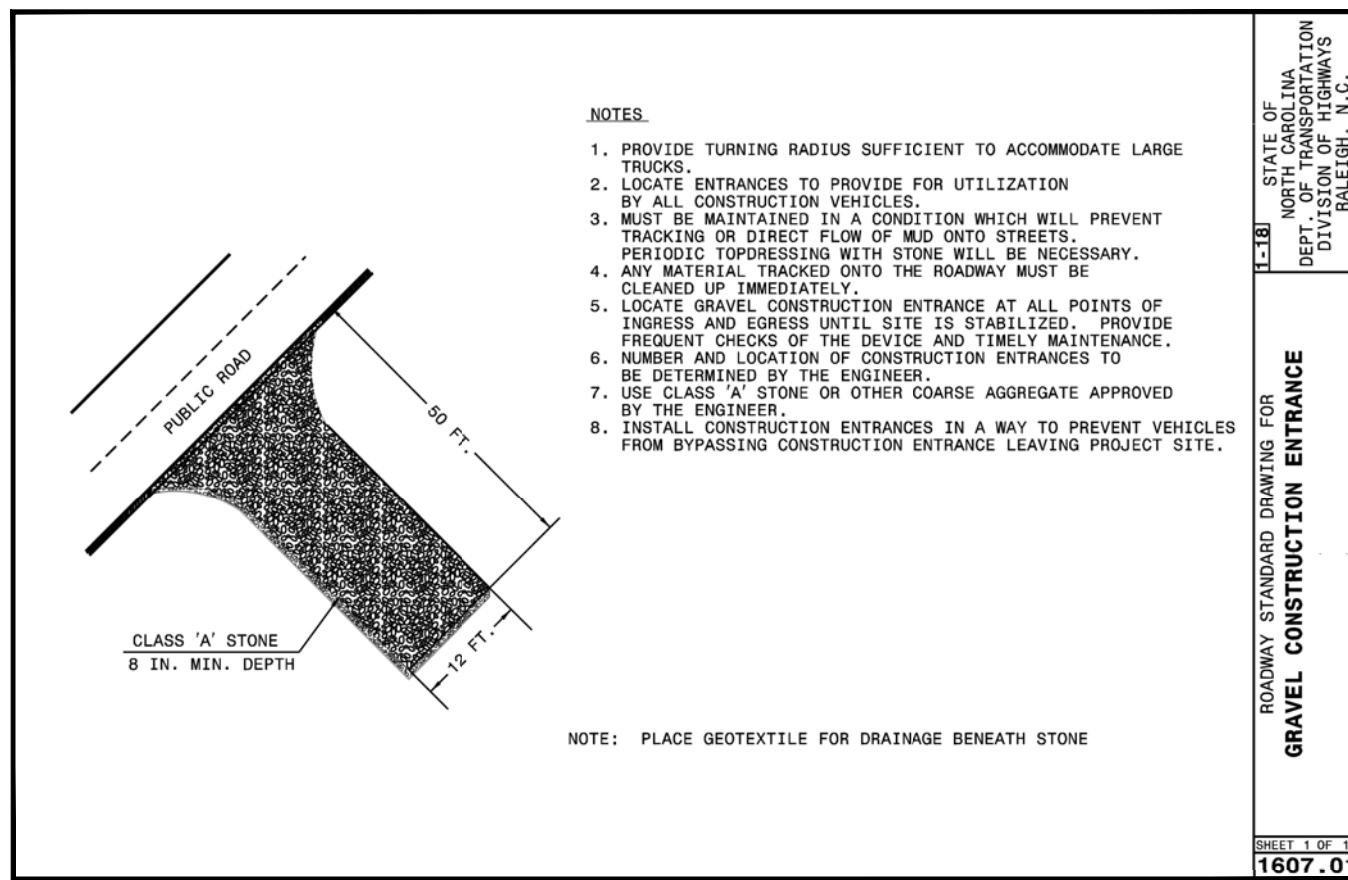 NOTES
1. PROVIDE TURNING RADIUS SUFFICIENT TO ACCOMMODATE LARGE
TRUCKS.
2. LOCATE ENTRANCES TO PROVIDE FOR UTILIZATION
BY ALL CONSTRUCTION VEHICLES.
3. MUST BE MAINTAINED IN A CONDITION WHICH WILL PREVENT
TRACKING OR DIRECT FLOW OF MUD ONTO STREETS.
PERIODIC TOPDRESSING WITH STONE WILL BE NECESSARY.
4. ANY MATERIAL TRACKED ONTO THE ROADWAY MUST BE
CLEANED UP IMMEDIATELY.
5. LOCATE GRAVEL CONSTRUCTION ENTRANCE AT ALL POINTS OF
INGRESS AND EGRESS UNTIL SITE IS STABILIZED. PROVIDE
FREQUENT CHECKS OF THE DEVICE AND TIMELY MAINTENANCE.
6. NUMBER AND LOCATION OF CONSTRUCTION ENTRANCES TO
BE DETERMINED BY THE ENGINEER.
7. USE CLASS 'A' STONE OR OTHER COARSE AGGREGATE APPROVED
BY THE ENGINEER.
8. INSTALL CONSTRUCTION ENTRANCES IN A WAY TO PREVENT VEHICLES
FROM BYPASSING CONSTRUCTION ENTRANCE LEAVING PROJECT SITE.
PUBLIC ROAD
50 FT.
12 FT.
CLASS 'A' STONE
8 IN. MIN. DEPTH
NOTE: PLACE GEOTEXTILE FOR DRAINAGE BENEATH STONE
1-18
STATE OF
NORTH CAROLINA
DEPT. OF TRANSPORTATION
DIVISION OF HIGHWAYS
RALEIGH, N.C.
ROADWAY STANDARD DRAWING FOR
GRAVEL CONSTRUCTION ENTRANCE
SHEET 1 OF 1
1607.01